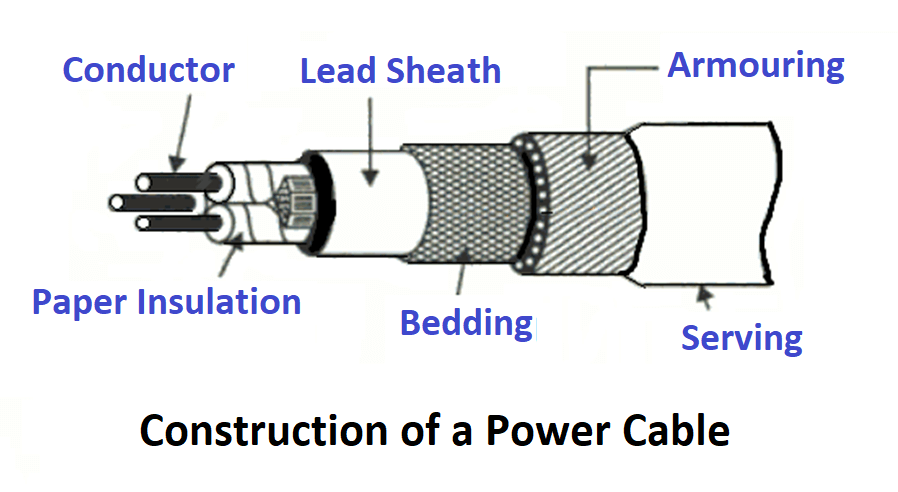 Conductor
Lead Sheath
Armouring
Paper Insulation
Bedding
Serving
Construction of a Power Cable